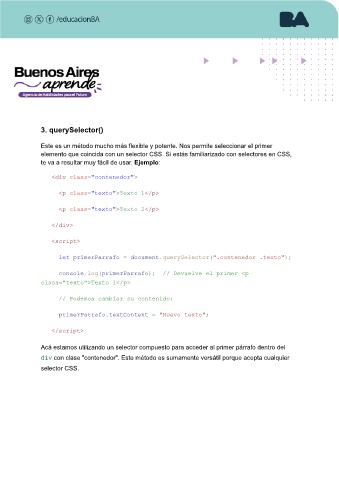 /educacionBA
BA
Buenos Aires
aprende
Agencia de Habilidades para el Futuro
3. querySelector()
Este es un método mucho más flexible y potente. Nos permite seleccionar el primer
elemento que coincida con un selector CSS. Si estás familiarizado con selectores en CSS,
te va a resultar muy fácil de usar. Ejemplo:
<div class="contenedor">
<p class="texto">Texto 1</p>
<p class="texto">Texto 2</p>
</div>
<script>
let primerParrafo = document.querySelector(".contenedor .texto");
console.log(primerParrafo); // Devuelve el primer <p
class="texto">Texto 1</p>
// Podemos cambiar su contenido:
primerParrafo.textContent = "Nuevo texto";
</script>
Acá estamos utilizando un selector compuesto para acceder al primer párrafo dentro del
div con clase "contenedor". Este método es sumamente versátil porque acepta cualquier
selector CSS.